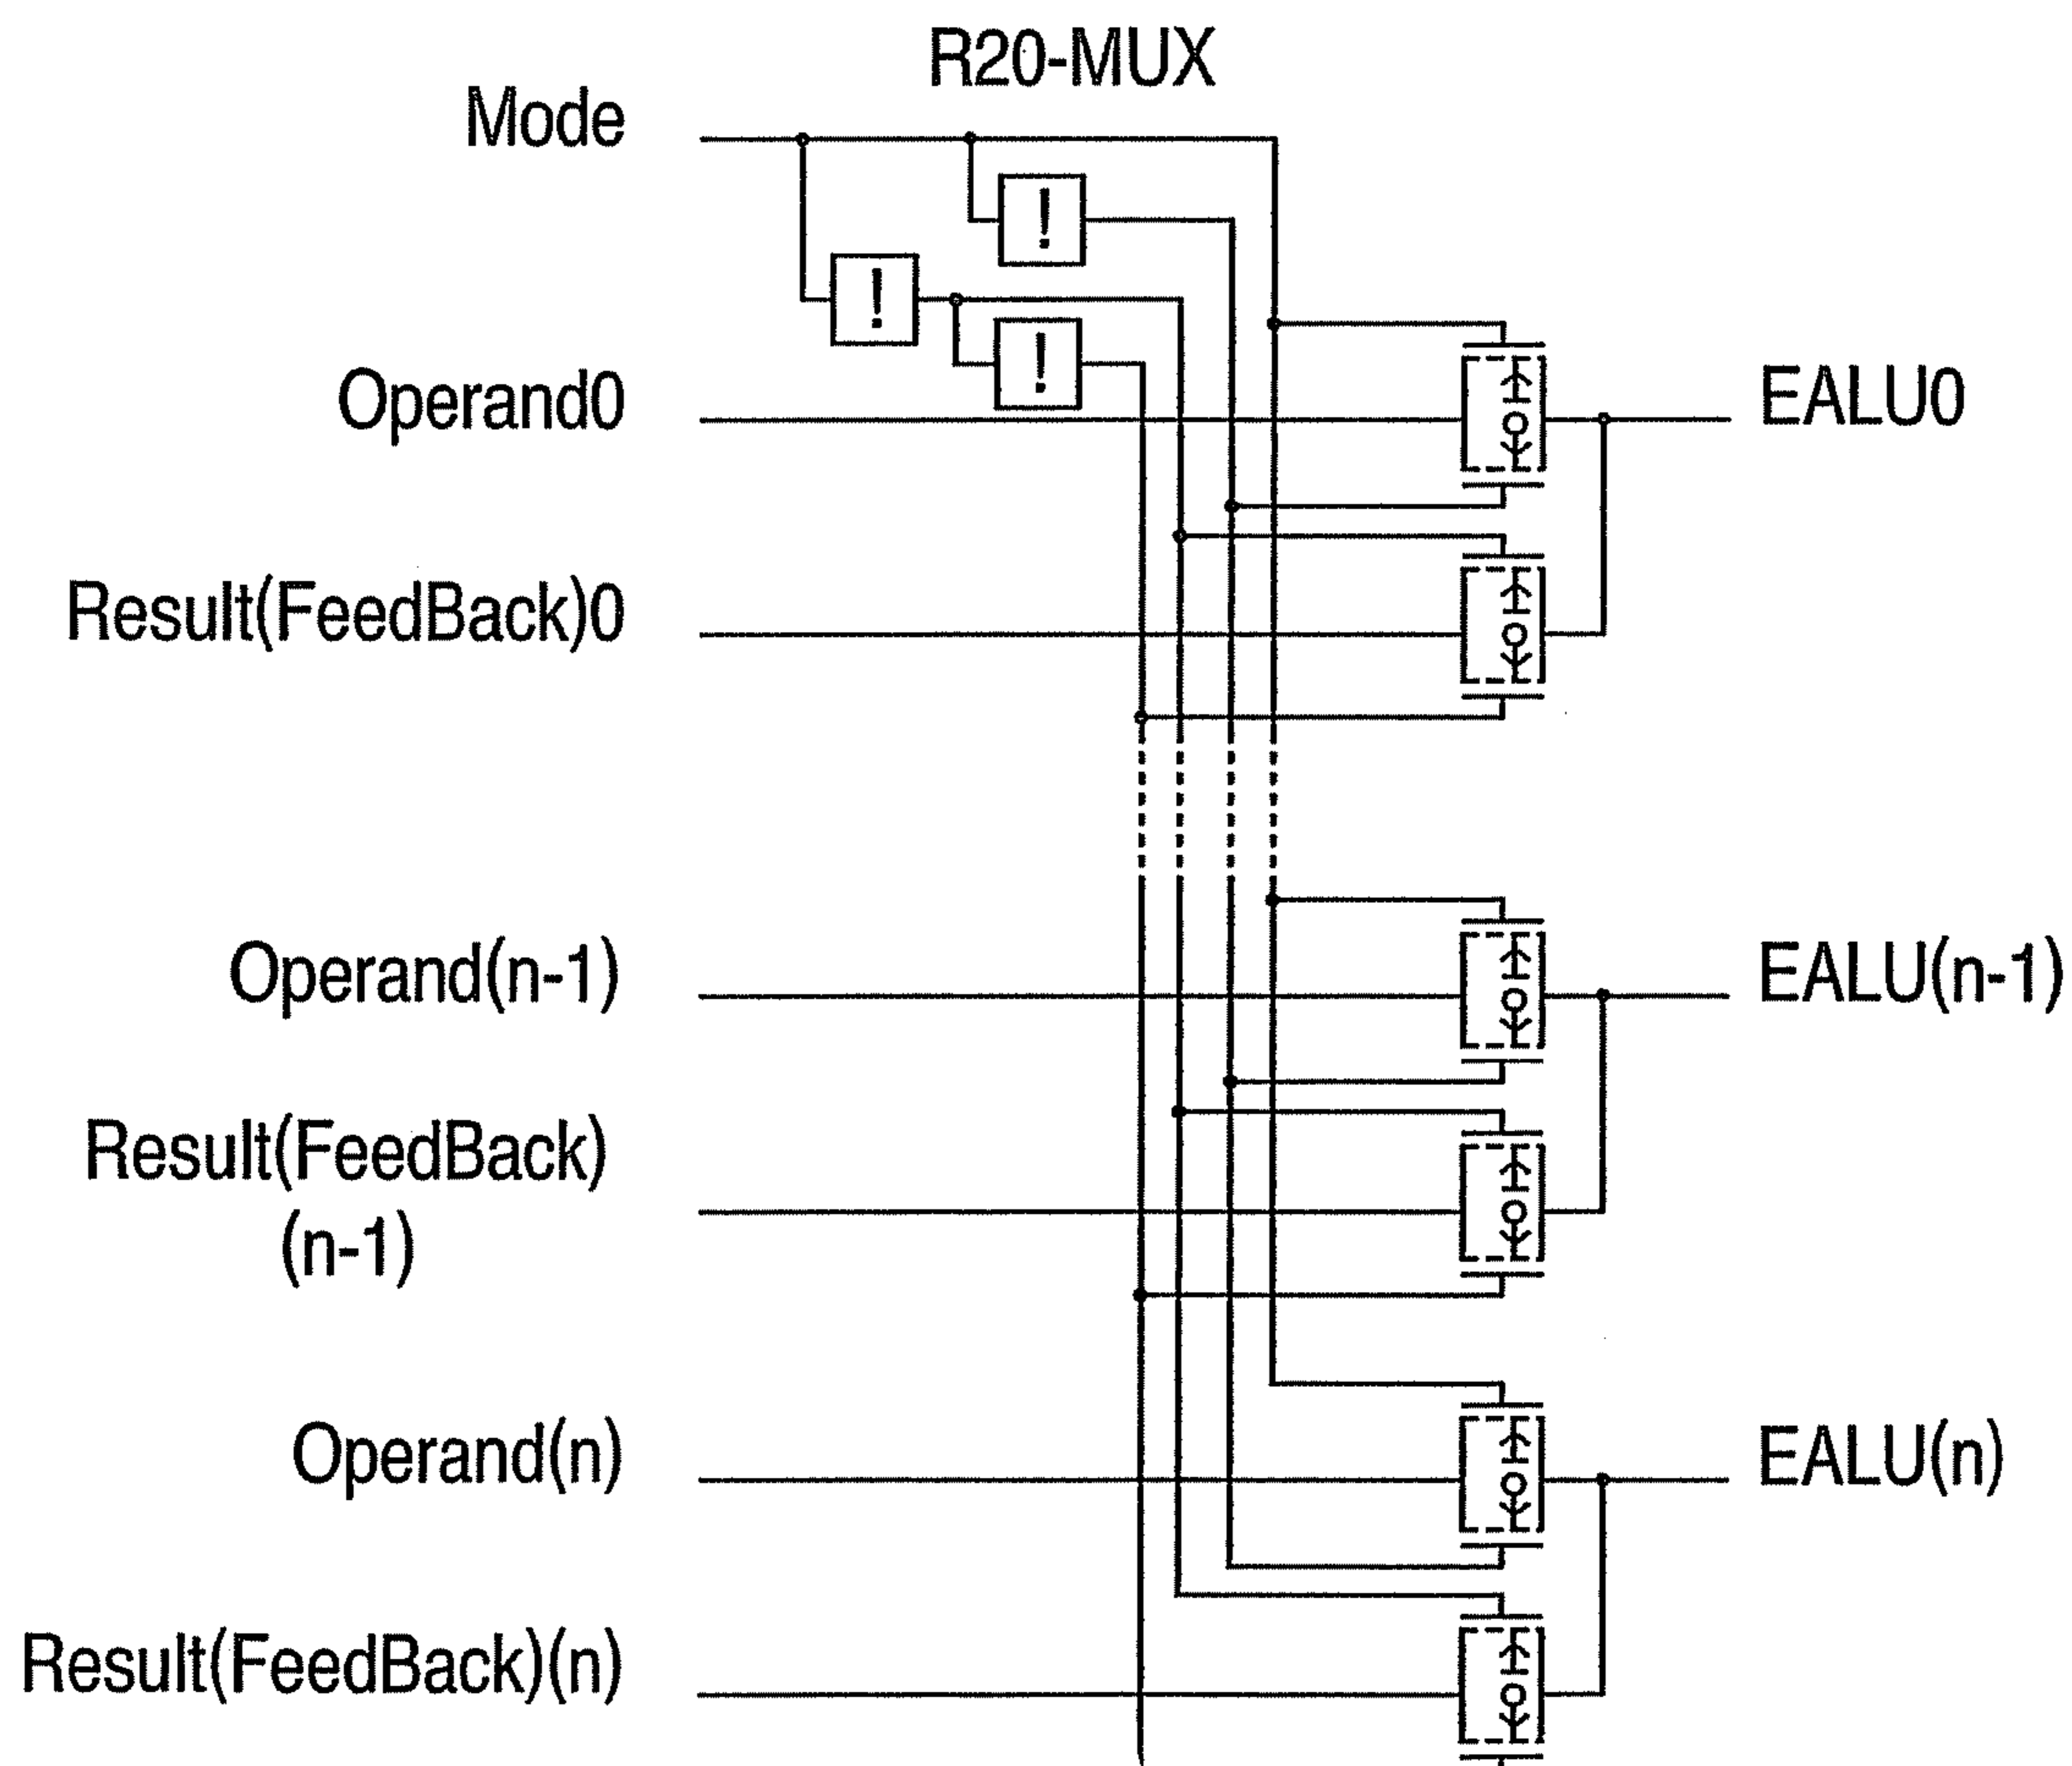 R20-MUX
Mode
!
!
!
Operand0
EALU0
Result(FeedBack)0
Operand(n-1)
EALU(n-1)
Result(FeedBack)
(n-1)
Operand(n)
EALU(n)
Result(FeedBack)(n)